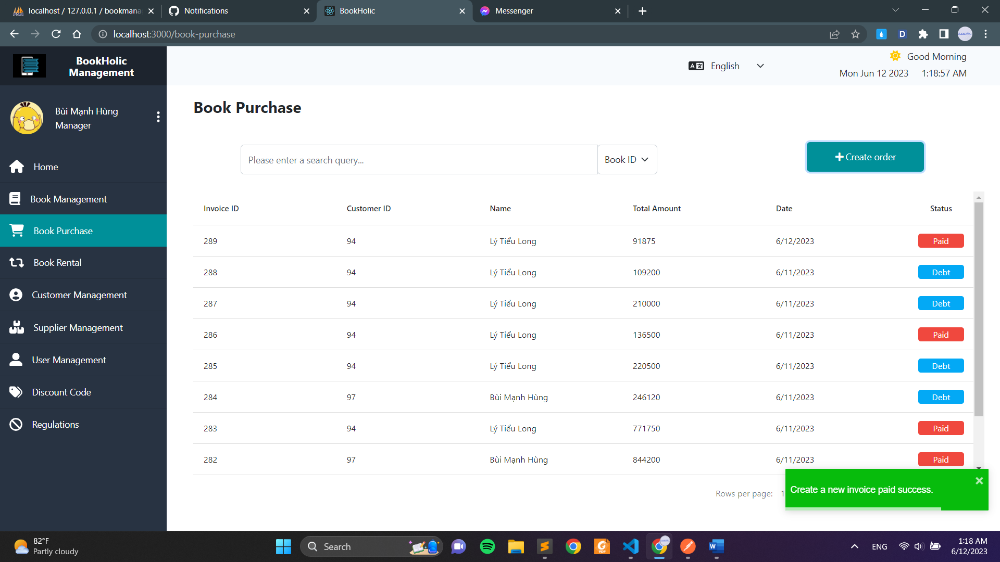 localhost / 127.0.0.1 / bookmana
Notifications
BookHolic
Messenger
localhost:3000/book-purchase
BookHolic
Management
English
Good Morning
Mon Jun 12 2023 1:18:57 AM
Bùi Mạnh Hùng
Manager
Home
Book Management
Book Purchase
Book Rental
Customer Management
Supplier Management
User Management
Discount Code
Regulations
Book Purchase
Please enter a search query...
Book ID
Create order
Invoice ID Customer ID Name Total Amount Date Status
289 94 Lý Tiểu Long 91875 6/12/2023 Paid
288 94 Lý Tiểu Long 109200 6/11/2023 Debt
287 94 Lý Tiểu Long 210000 6/11/2023 Debt
286 94 Lý Tiểu Long 136500 6/11/2023 Paid
285 94 Lý Tiểu Long 220500 6/11/2023 Debt
284 97 Bùi Mạnh Hùng 246120 6/11/2023 Debt
283 94 Lý Tiểu Long 771750 6/11/2023 Paid
282 97 Bùi Mạnh Hùng 844200 6/11/2023 Paid
Rows per page: 1
Create a new invoice paid success.
82°F
Partly cloudy
Search
ENG
1:18 AM
6/12/2023